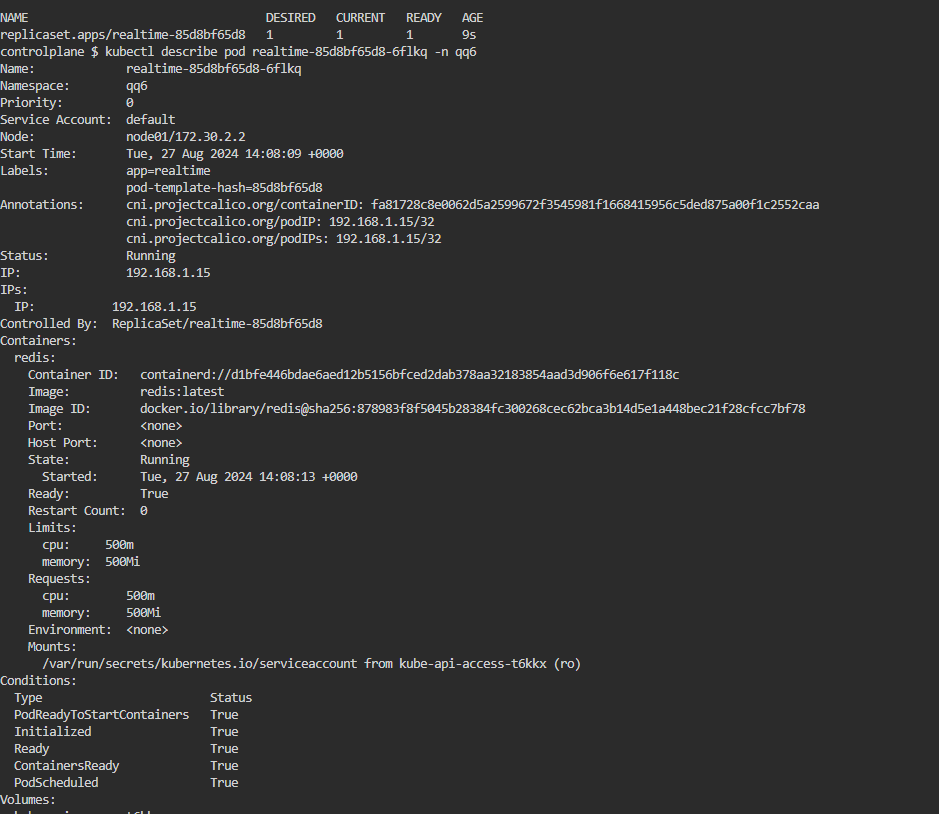 NAME DESIRED CURRENT READY AGE
replicaset.apps/realtime-85d8bf65d8 1 1 1 9s
controlplane $ kubectl describe pod realtime-85d8bf65d8-6flkq -n qq6
Name: realtime-85d8bf65d8-6flkq
Namespace: qq6
Priority: 0
Service Account: default
Node: node01/172.30.2.2
Start Time: Tue, 27 Aug 2024 14:08:09 +0000
Labels: app=realtime
pod-template-hash=85d8bf65d8
Annotations: cni.projectcalico.org/containerID: fa81728c8e0062d5a2599672f3545981f1668415956c5ded875a00f1c2552caa
cni.projectcalico.org/podIP: 192.168.1.15/32
cni.projectcalico.org/podIPs: 192.168.1.15/32
Status: Running
IP: 192.168.1.15
IPs:
IP: 192.168.1.15
Controlled By: ReplicaSet/realtime-85d8bf65d8
Containers:
redis:
Container ID: containerd://d1bfe446bdae6aed12b5156bfced2dab378aa32183854aad3d906f6e617f118c
Image: redis:latest
Image ID: docker.io/library/redis@sha256:878983f8f5045b28384fc300268cec62bca3b14d5e1a448bec21f28cfcc7bf78
Port: <none>
Host Port: <none>
State: Running
Started: Tue, 27 Aug 2024 14:08:13 +0000
Ready: True
Restart Count: 0
Limits:
cpu: 500m
memory: 500Mi
Requests:
cpu: 500m
memory: 500Mi
Environment: <none>
Mounts:
/var/run/secrets/kubernetes.io/serviceaccount from kube-api-access-t6kkx (ro)
Conditions:
Type Status
PodReadyToStartContainers True
Initialized True
Ready True
ContainersReady True
PodScheduled True
Volumes: